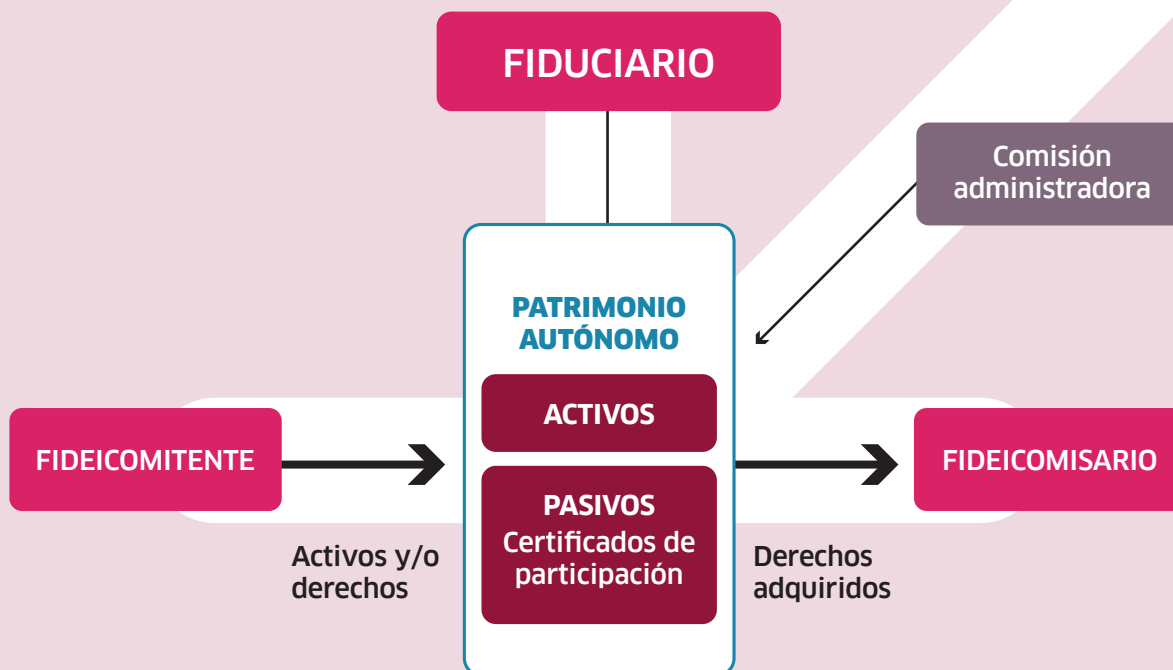 FIDUCIARIO
Comisión
administradora
PATRIMONIO
AUTÓNOMO
ACTIVOS
FIDEICOMITENTE
FIDEICOMISARIO
PASIVOS
Certificados de
participación
Activos y/o
derechos
Derechos
adquiridos